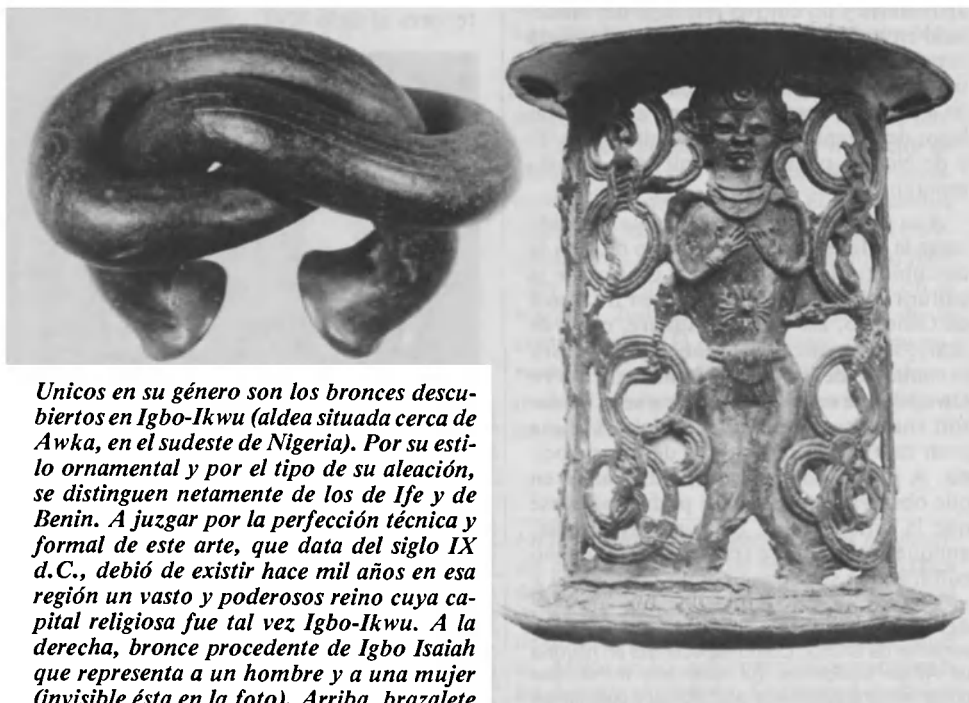 Unicos en su género son los bronces descu-
biertos en Igbo-Ikwu (aldea situada cerca de
Awka, en el sudeste de Nigeria). Por su esti-
lo ornamental y por el tipo de su aleación,
se distinguen netamente de los de Ife y de
Benin. A juzgar por la perfección técnica y
formal de este arte, que data del siglo IX
d.C., debió de existir hace mil años en esa
región un vasto y poderosos reino cuya ca-
pital religiosa fue tal vez Igbo-Ikwu. A la
derecha, bronce procedente de Igbo Isaiah
que representa a un hombre y a una mujer
(invisible ésta en la foto). Arriba, brazalete